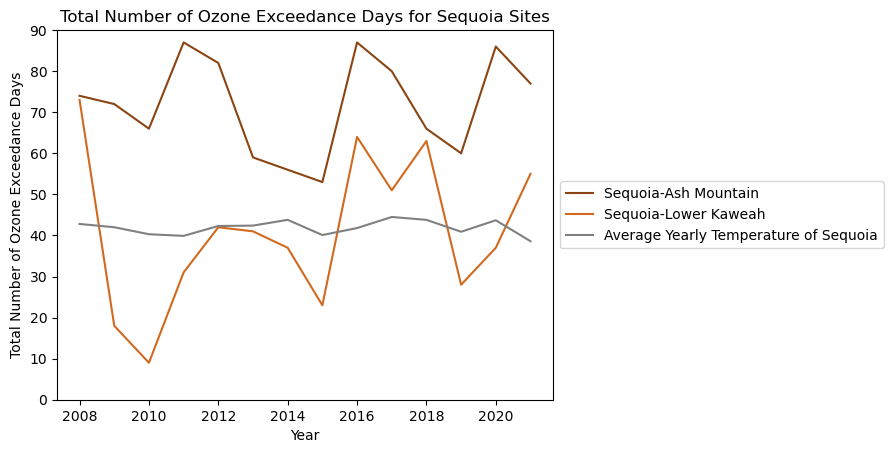 Total Number of Ozone Exceedance Days for Sequoia Sites
Total Number of Ozone Exceedance Days
90
80
70
60
50
40
30
20
10
0
2008 2010 2012 2014 2016 2018 2020
Year
Sequoia-Ash Mountain
Sequoia-Lower Kaweah
Average Yearly Temperature of Sequoia